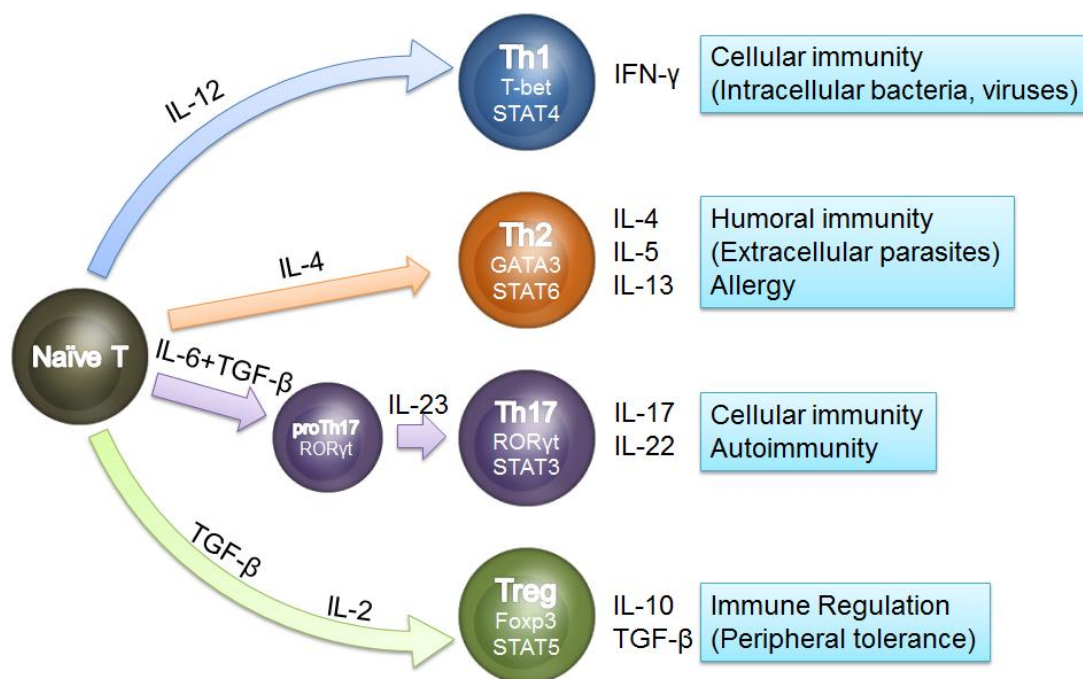 Naïve T
IL-12
Th1
T-bet
STAT4
IFN-γ
Cellular immunity
(Intracellular bacteria, viruses)
IL-4
Th2
GATA3
STAT6
IL-4
IL-5
IL-13
Humoral immunity
(Extracellular parasites)
Allergy
IL-6+TGF-β
proTh17
RORγt
IL-23
Th17
RORγt
STAT3
IL-17
IL-22
Cellular immunity
Autoimmunity
TGF-β
IL-2
Treg
Foxp3
STAT5
IL-10
TGF-β
Immune Regulation
(Peripheral tolerance)